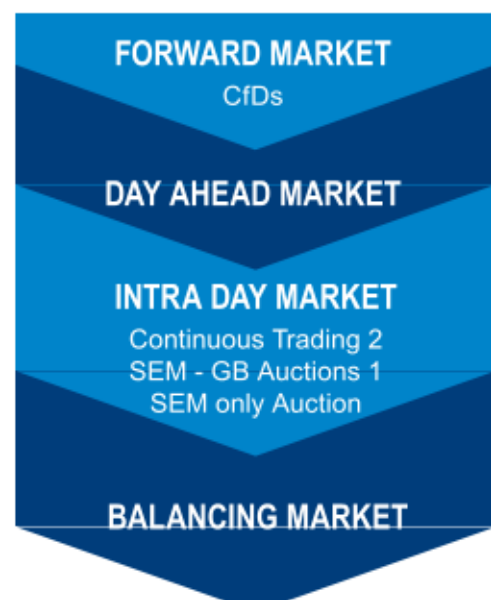 FORWARD MARKET
CfDs
DAY AHEAD MARKET
INTRA DAY MARKET
Continuous Trading 2
SEM - GB Auctions 1
SEM only Auction
BALANCING MARKET